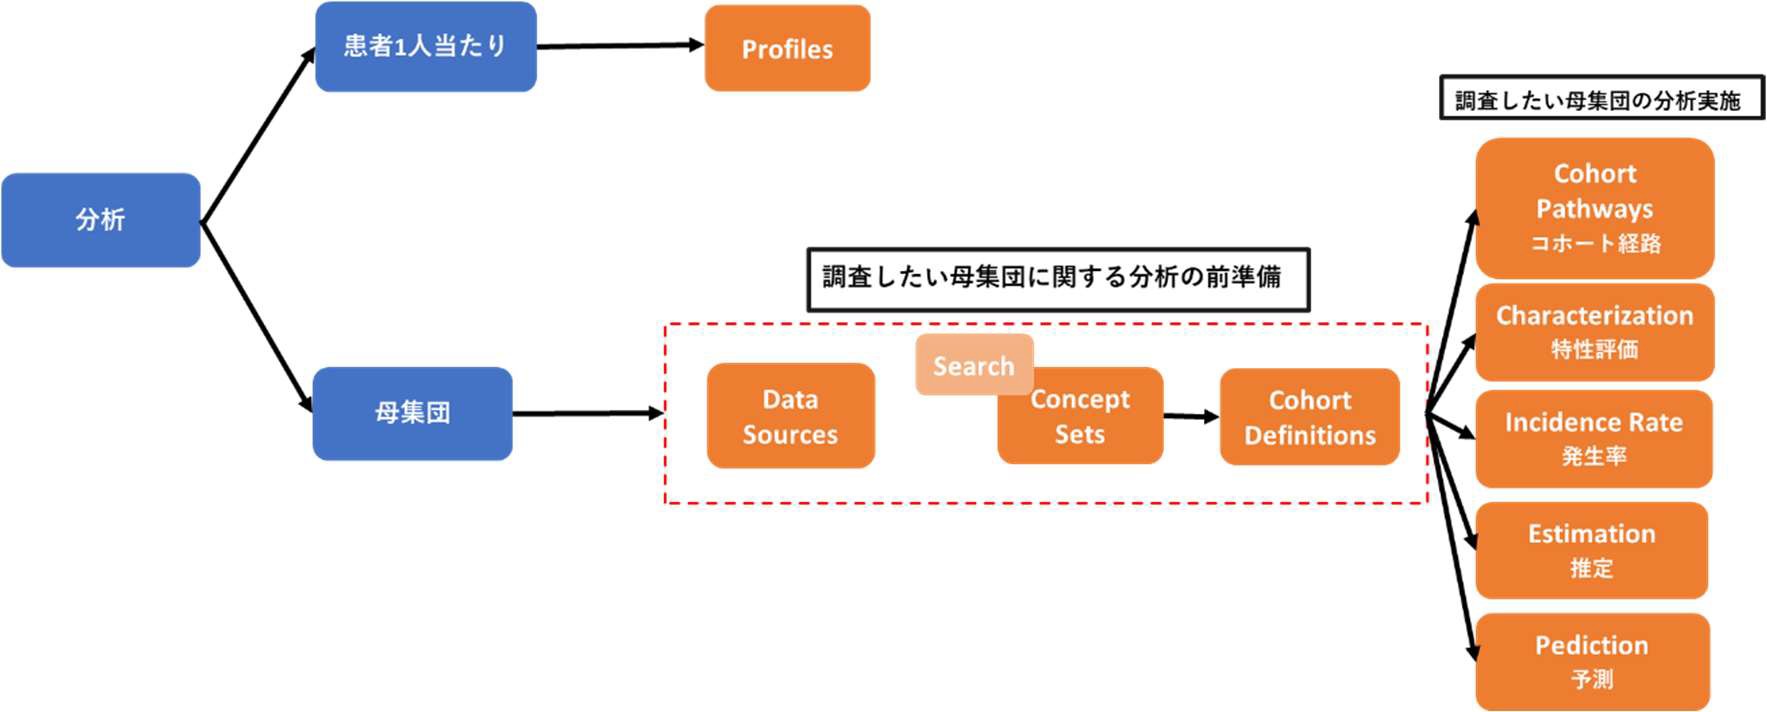 患者1人当たり
Profiles
分析
母集団
調査したい母集団に関する分析の前準備
Data
Sources
Search
Concept
Sets
Cohort
Definitions
調査したい母集団の分析実施
Cohort
Pathways
コホート経路
Characterization
特性評価
Incidence Rate
発生率
Estimation
推定
Pediction
予測